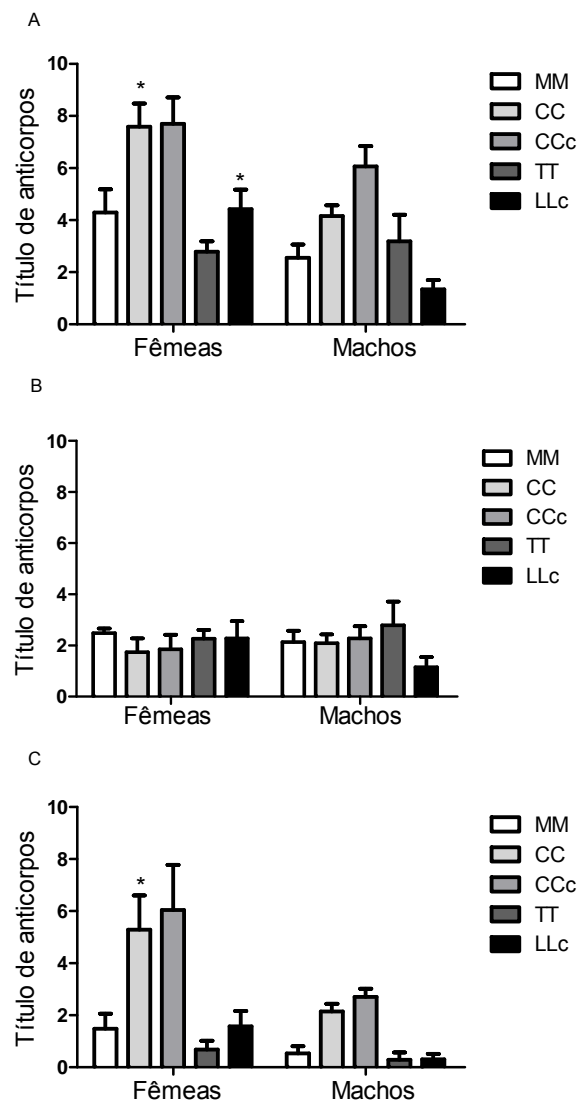 A
Título de anticorpos
10
8
6
4
2
0
*
*
Fêmeas
Machos
MM
CC
CCc
TT
LLc
B
Título de anticorpos
10
8
6
4
2
0
Fêmeas
Machos
MM
CC
CCc
TT
LLc
C
Título de anticorpos
10
8
6
4
2
0
*
Fêmeas
Machos
MM
CC
CCc
TT
LLc